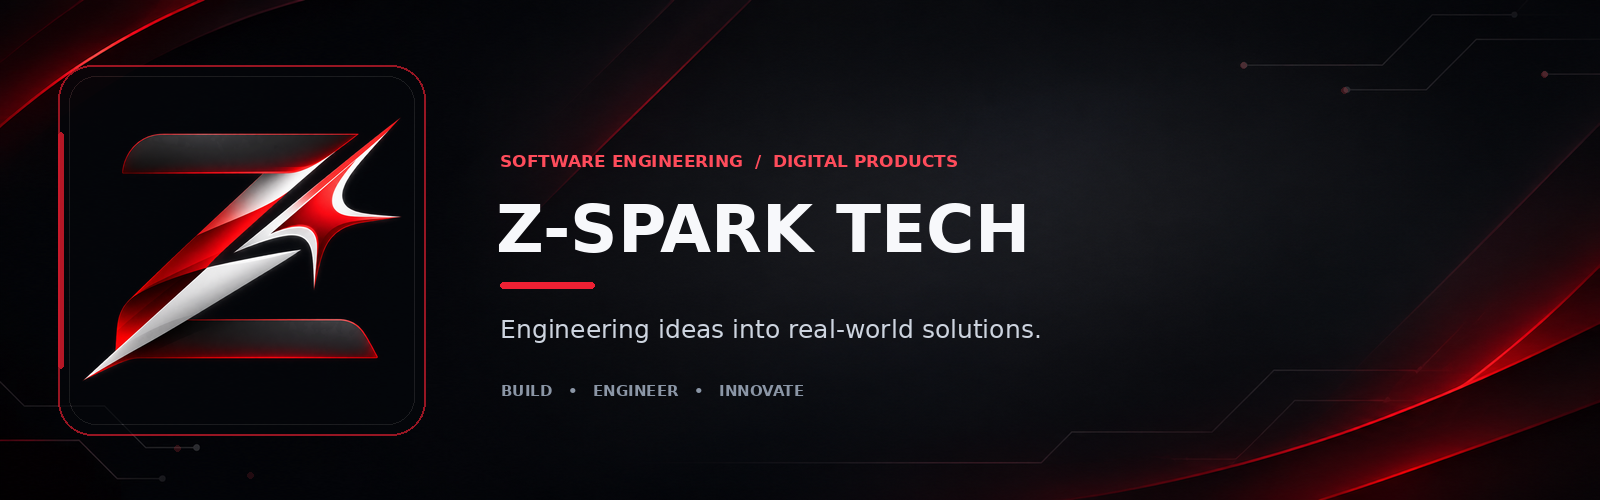 SOFTWARE ENGINEERING / DIGITAL PRODUCTS
Z-SPARK TECH
Engineering ideas into real-world solutions.
BUILD • ENGINEER • INNOVATE